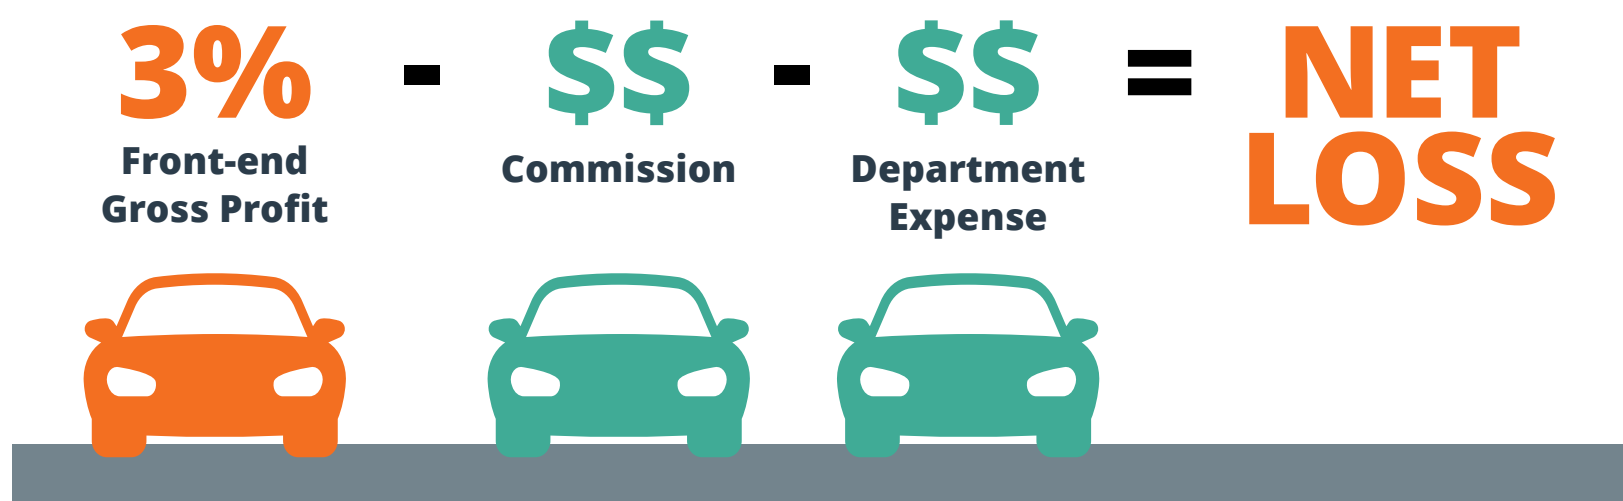 3% - $$ - $$ = NET
LOSS
Front-end
Gross Profit
Commission
Department
Expense